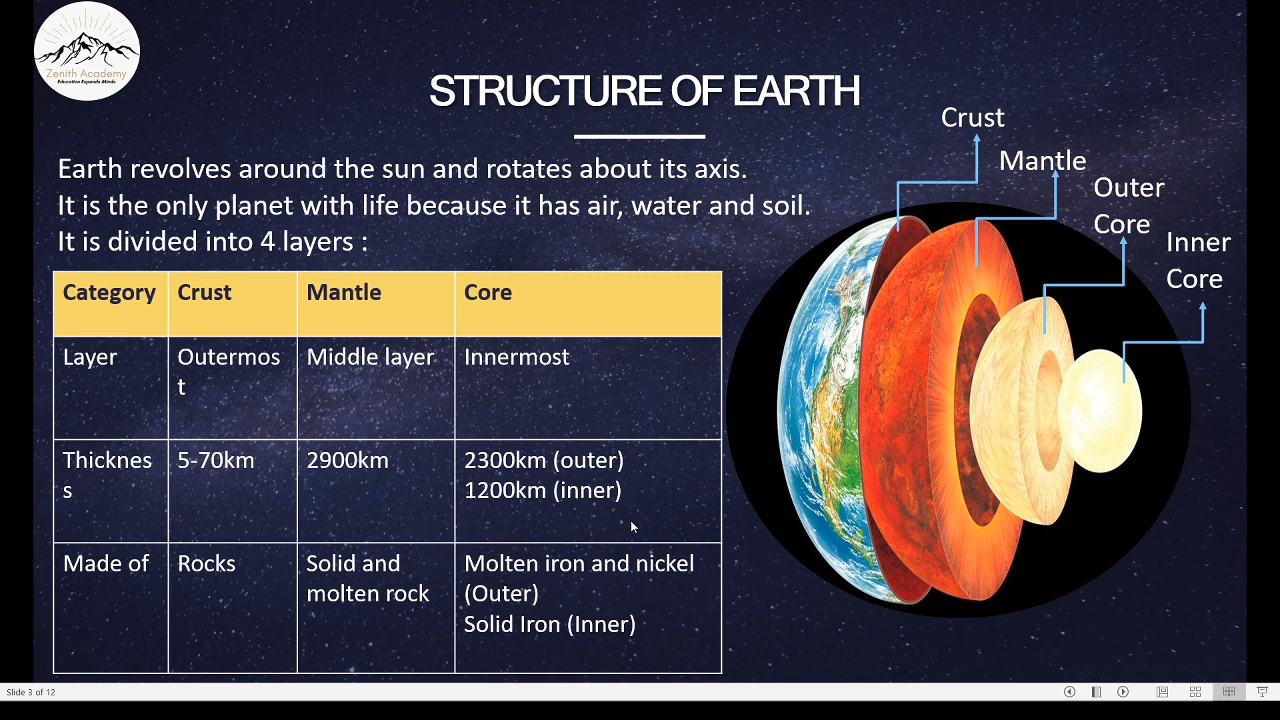 Zenith Academy
Education Expands Minds
STRUCTURE OF EARTH
Earth revolves around the sun and rotates about its axis.
It is the only planet with life because it has air, water and soil.
It is divided into 4 layers :
Category Crust Mantle Core
Layer Outermos Middle layer Innermost
t
Thicknes 5-70km 2900km 2300km (outer)
s 1200km (inner)
Made of Rocks Solid and Molten iron and nickel
molten rock (Outer)
Solid Iron (Inner)
Crust
Mantle
Outer
Core
Inner
Core
Slide 3 of 12